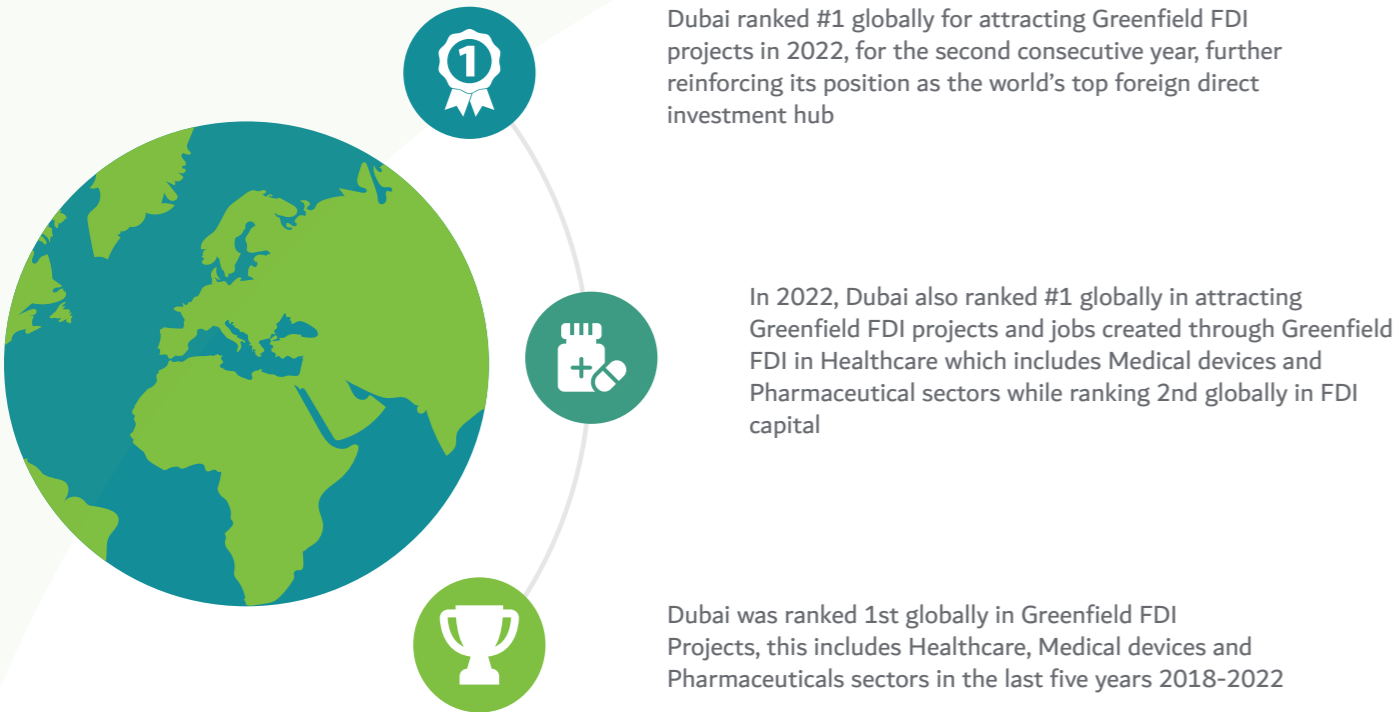 1
Dubai ranked #1 globally for attracting Greenfield FDI
projects in 2022, for the second consecutive year, further
reinforcing its position as the world’s top foreign direct
investment hub
In 2022, Dubai also ranked #1 globally in attracting
Greenfield FDI projects and jobs created through Greenfield
FDI in Healthcare which includes Medical devices and
Pharmaceutical sectors while ranking 2nd globally in FDI
capital
Dubai was ranked 1st globally in Greenfield FDI
Projects, this includes Healthcare, Medical devices and
Pharmaceuticals sectors in the last five years 2018-2022